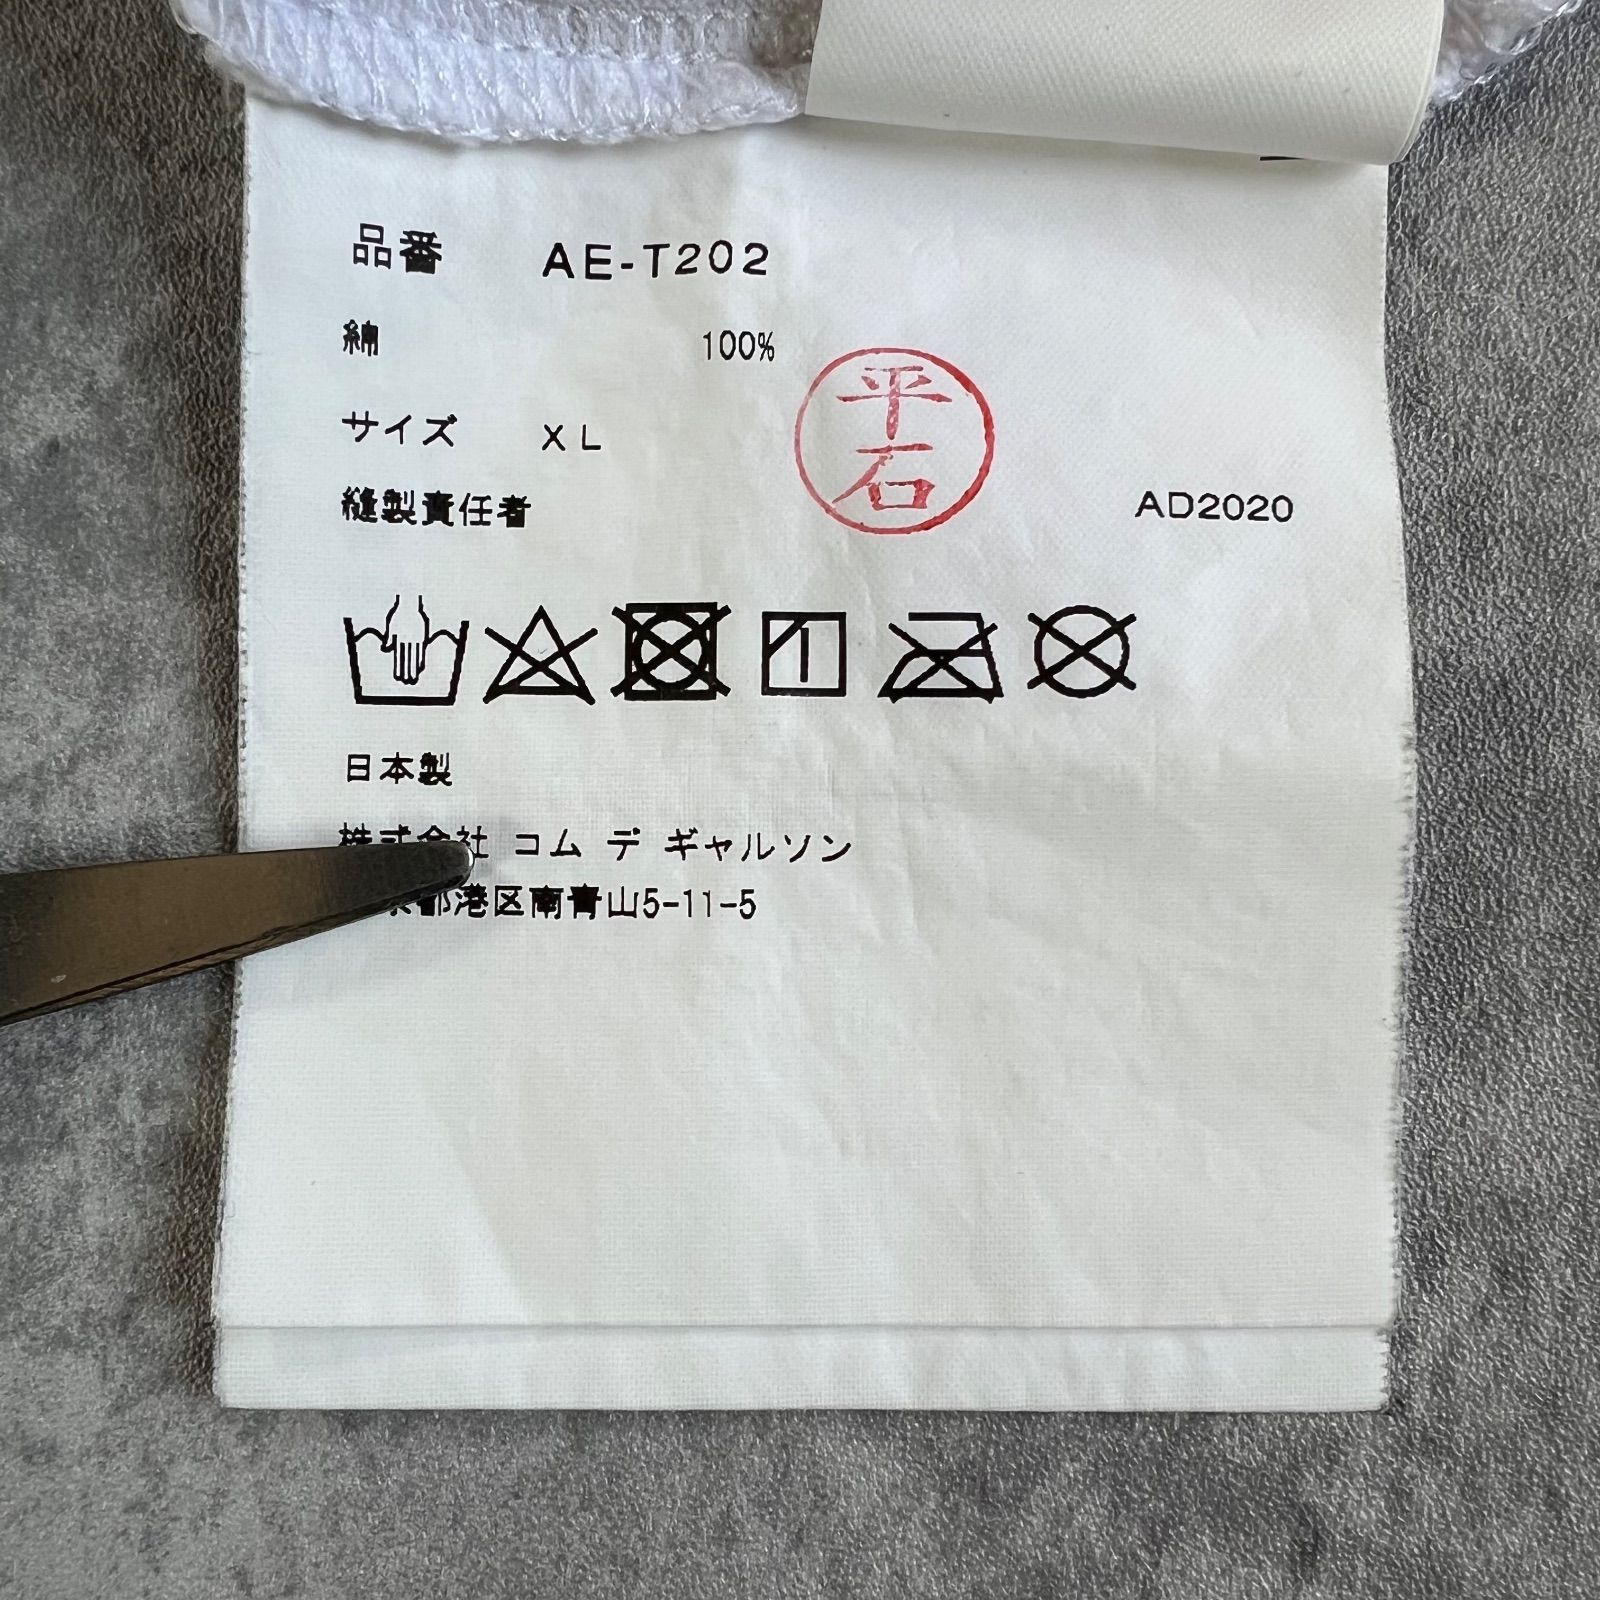 品番 AE-T202
綿 100%
サイズ XL
平石
縫製責任者 AD2020
日本製
株式会社 コム デ ギャルソン
京都港区南青山5-11-5